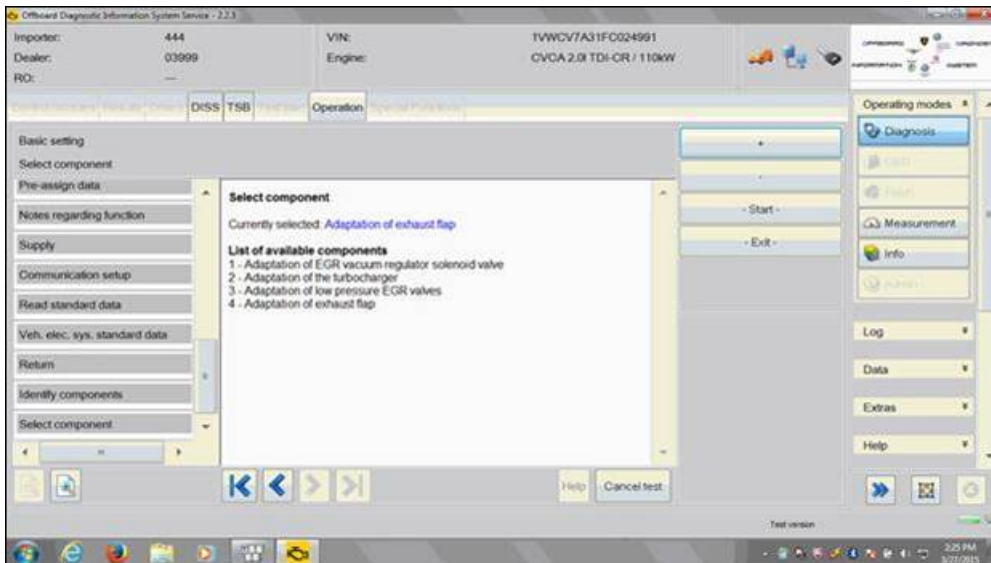 Offboard Diagnostic Information System Service - 2.2.3
Importer: 444
Dealer: 03999
RO: ---
VIN: 1VWCV7A31FC024991
Engine: CVCA 2.0l TDI-CR / 110kW
DISS TSB Operation
Basic setting
Select component
Pre-assign data
Notes regarding function
Supply
Communication setup
Read standard data
Veh. elec. sys. standard data
Return
Identify components
Select component
Select component
Currently selected: Adaptation of exhaust flap
List of available components
1 - Adaptation of EGR vacuum regulator solenoid valve
2 - Adaptation of the turbocharger
3 - Adaptation of low pressure EGR valves
4 - Adaptation of exhaust flap
- Start -
- Exit -
Help
Cancel test
Operating modes
Diagnosis
Measurement
Info
Admin
Log
Data
Extras
Help
Test version
2:25 PM
3/27/2015